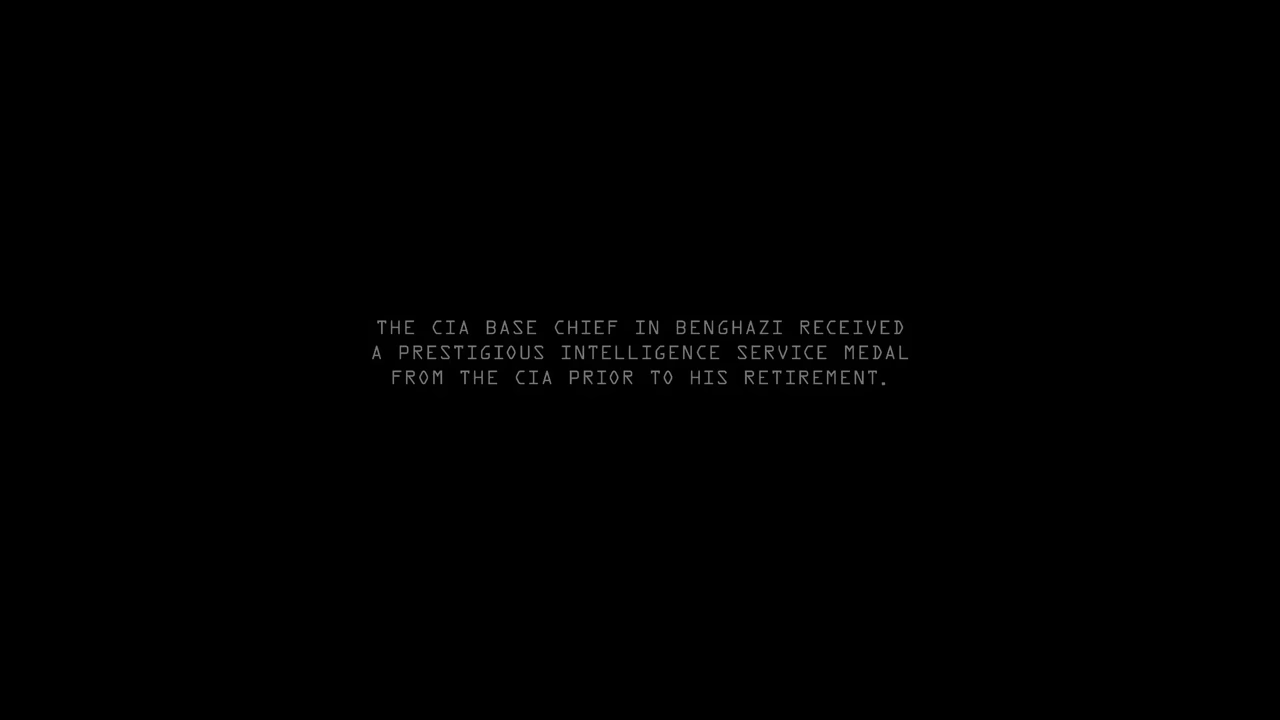 THE CIA BASE CHIEF IN BENGHAZI RECEIVED
A PRESTIGIOUS INTELLIGENCE SERVICE MEDAL
FROM THE CIA PRIOR TO HIS RETIREMENT.